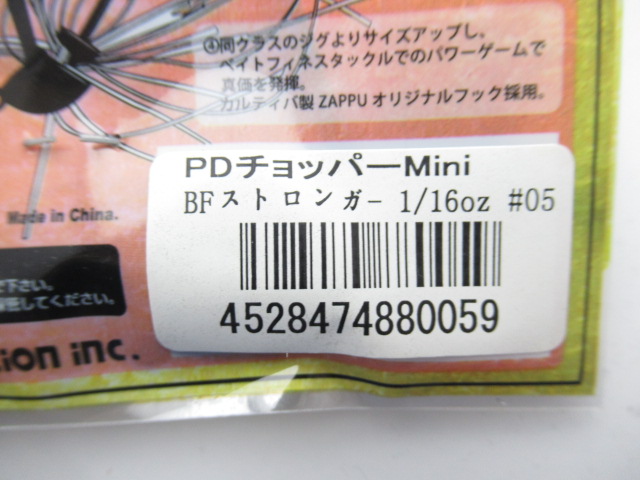 ④同クラスのジグよりサイズアップし。
ベイトフィネスタックルでのパワーゲームで
真価を発揮。
カルティバ製 ZAPPU オリジナルフック採用。
Made in China.
PDチョッパーMini
BFストロンガ- 1/16oz #05
4528474880059
下さい。
してください。
tion inc.